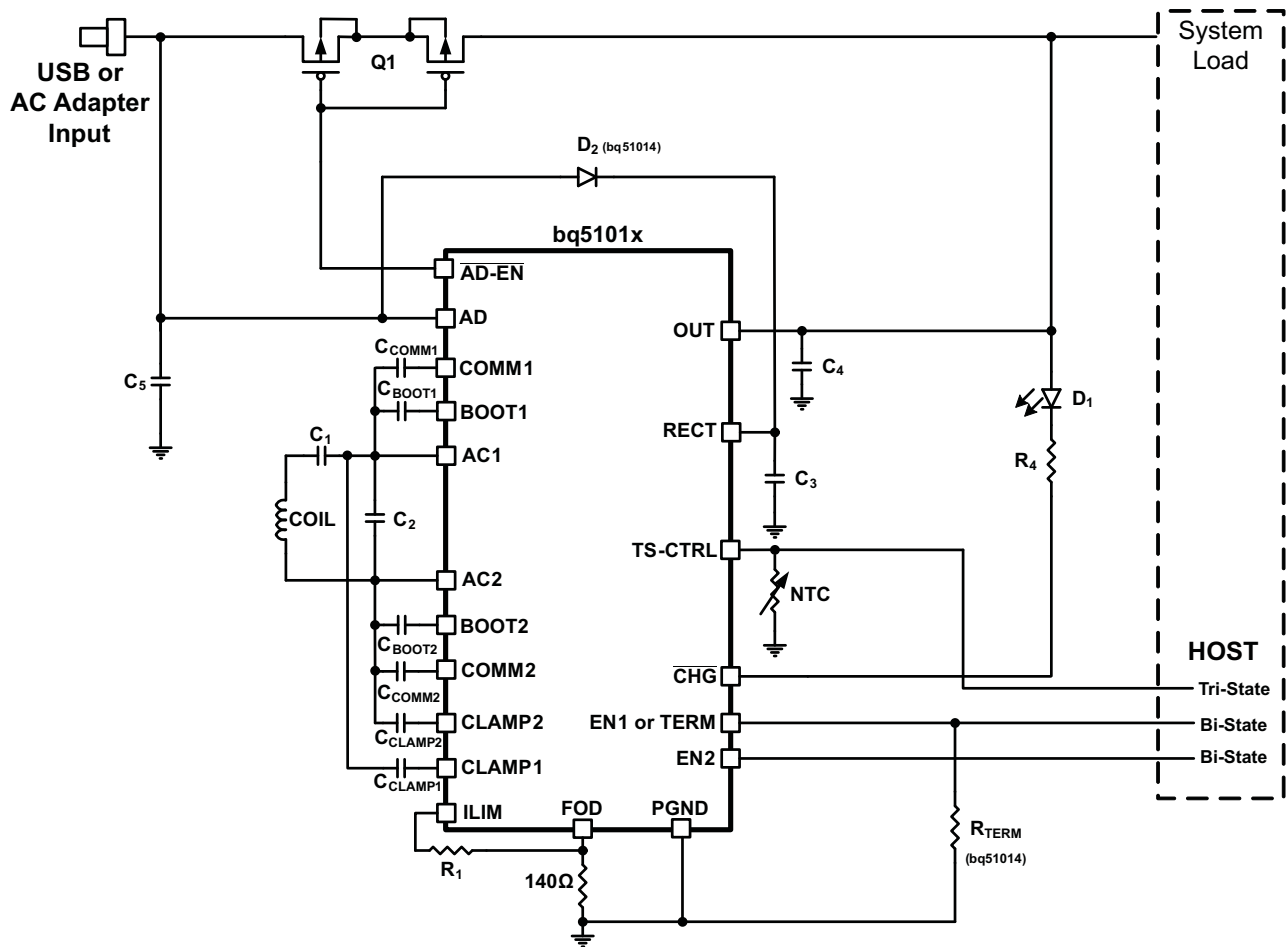 System
Load
Q1
USB or
AC Adapter
Input
D2 (bq51014)
bq5101x
AD-EN
AD
OUT
CCOMM1
COMM1
C4
C5
CBOOT1
BOOT1
D1
RECT
C1
AC1
R4
C3
COIL
C2
TS-CTRL
AC2
NTC
BOOT2
CBOOT2
HOST
COMM2
CHG
CCOMM2
Tri-State
CLAMP2
EN1 or TERM
Bi-State
CCLAMP2
EN2
Bi-State
CLAMP1
CCLAMP1
ILIM
FOD
PGND
RTERM
(bq51014)
R1
140Ω